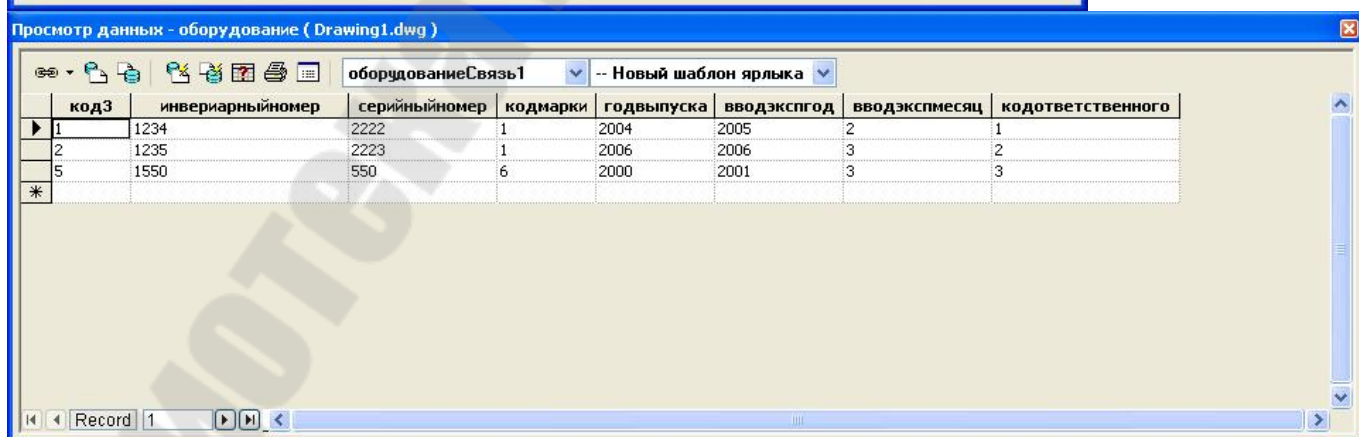 Просмотр данных - оборудование ( Drawing1.dwg )
оборудованиеСвязь1 -- Новый шаблон ярлыка
код3 инвериарныйномер серийныйномер кодмарки годвыпуска вводэкспгод вводэкспмесяц кодответственного
1 1234 2222 1 2004 2005 2 1
2 1235 2223 1 2006 2006 3 2
5 1550 550 6 2000 2001 3 3
Record 1